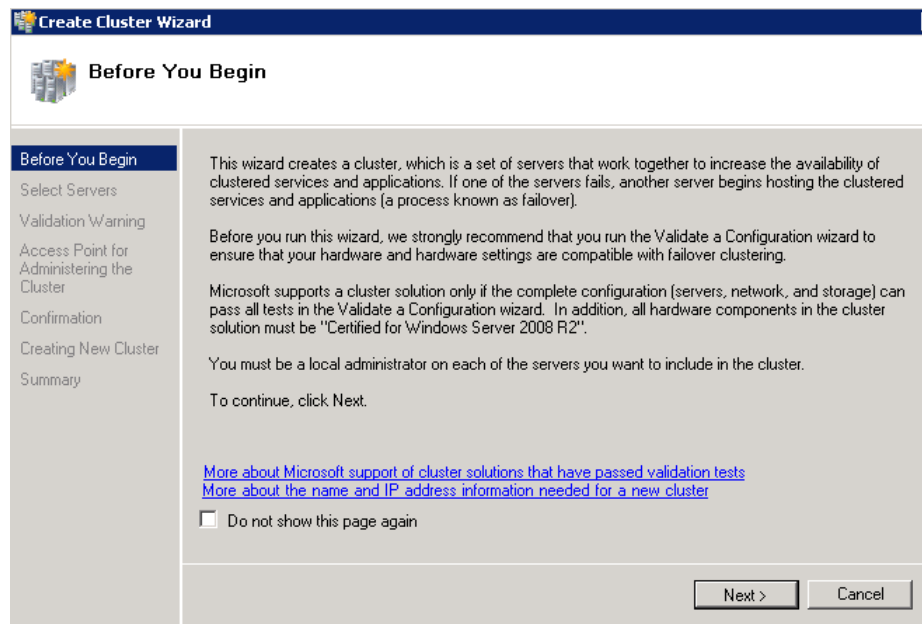 Create Cluster Wizard
Before You Begin
Before You Begin
Select Servers
Validation Warning
Access Point for
Administering the
Cluster
Confirmation
Creating New Cluster
Summary
This wizard creates a cluster, which is a set of servers that work together to increase the availability of
clustered services and applications. If one of the servers fails, another server begins hosting the clustered
services and applications (a process known as failover).
Before you run this wizard, we strongly recommend that you run the Validate a Configuration wizard to
ensure that your hardware and hardware settings are compatible with failover clustering.
Microsoft supports a cluster solution only if the complete configuration (servers, network, and storage) can
pass all tests in the Validate a Configuration wizard.  In addition, all hardware components in the cluster
solution must be "Certified for Windows Server 2008 R2".
You must be a local administrator on each of the servers you want to include in the cluster.
To continue, click Next.
More about Microsoft support of cluster solutions that have passed validation tests
More about the name and IP address information needed for a new cluster
Do not show this page again
Next >
Cancel